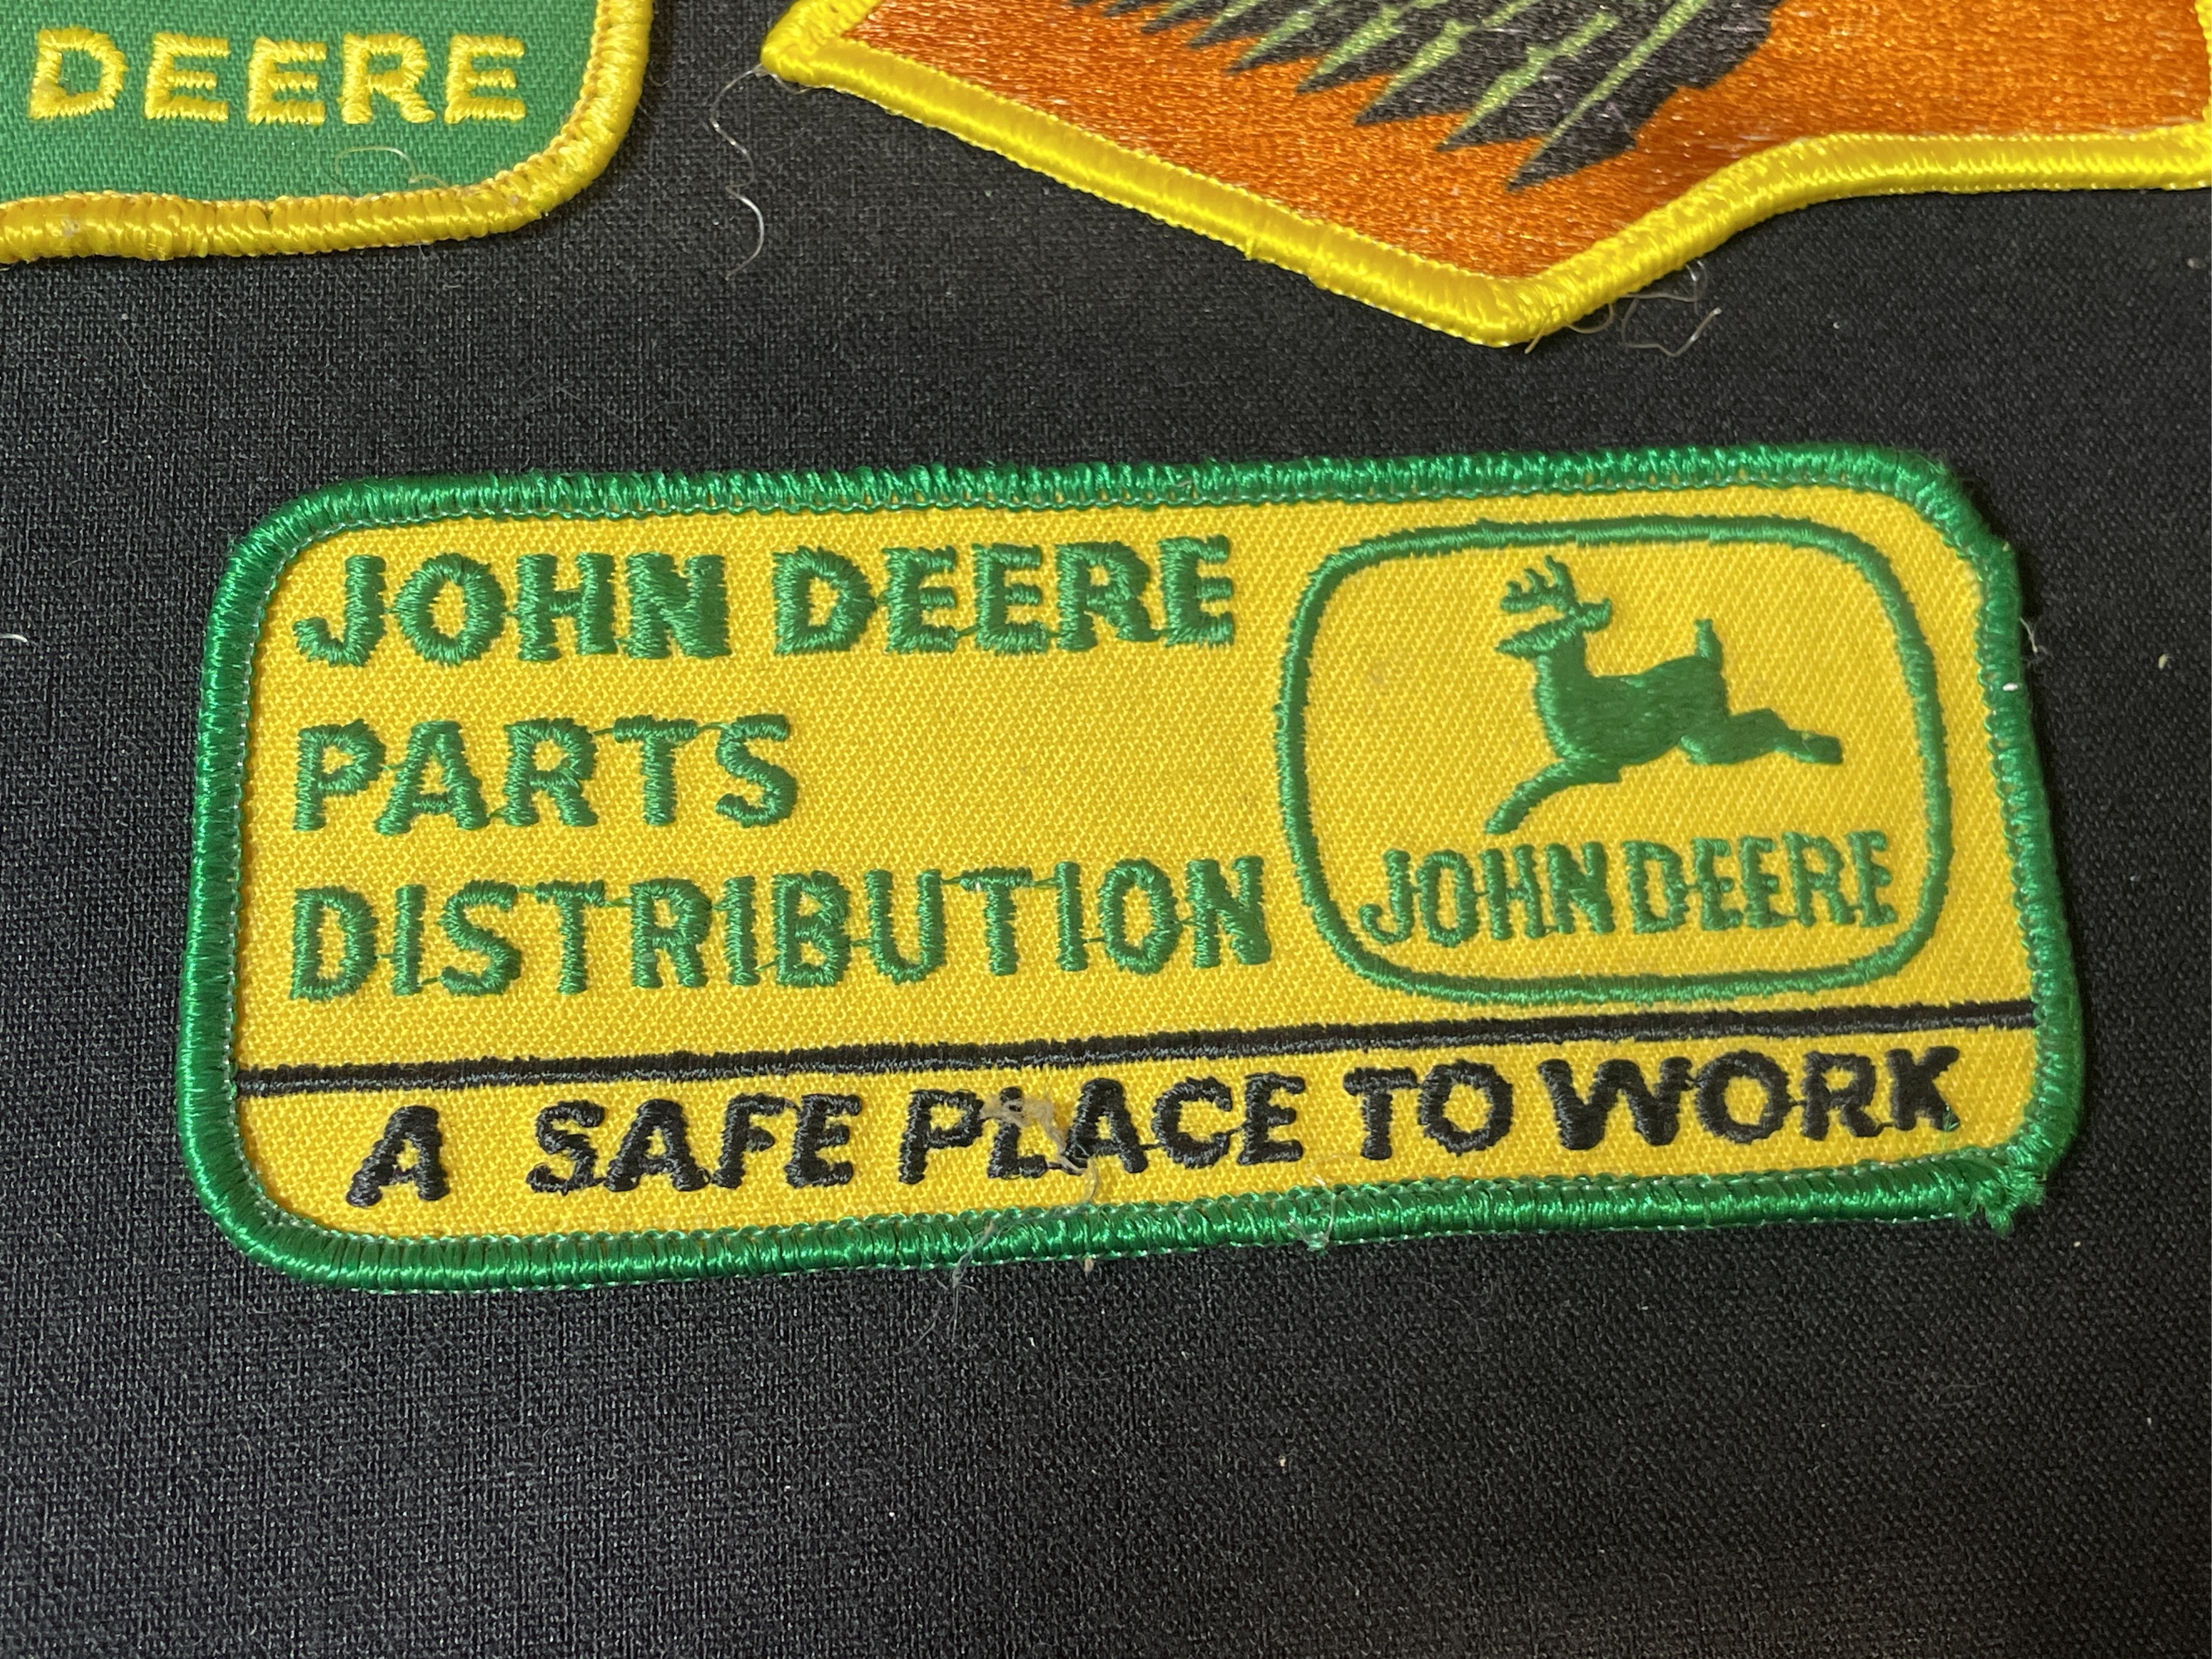 DEERE
JOHN DEERE
PARTS
DISTRIBUTION
JOHN DEERE
A SAFE PLACE TO WORK